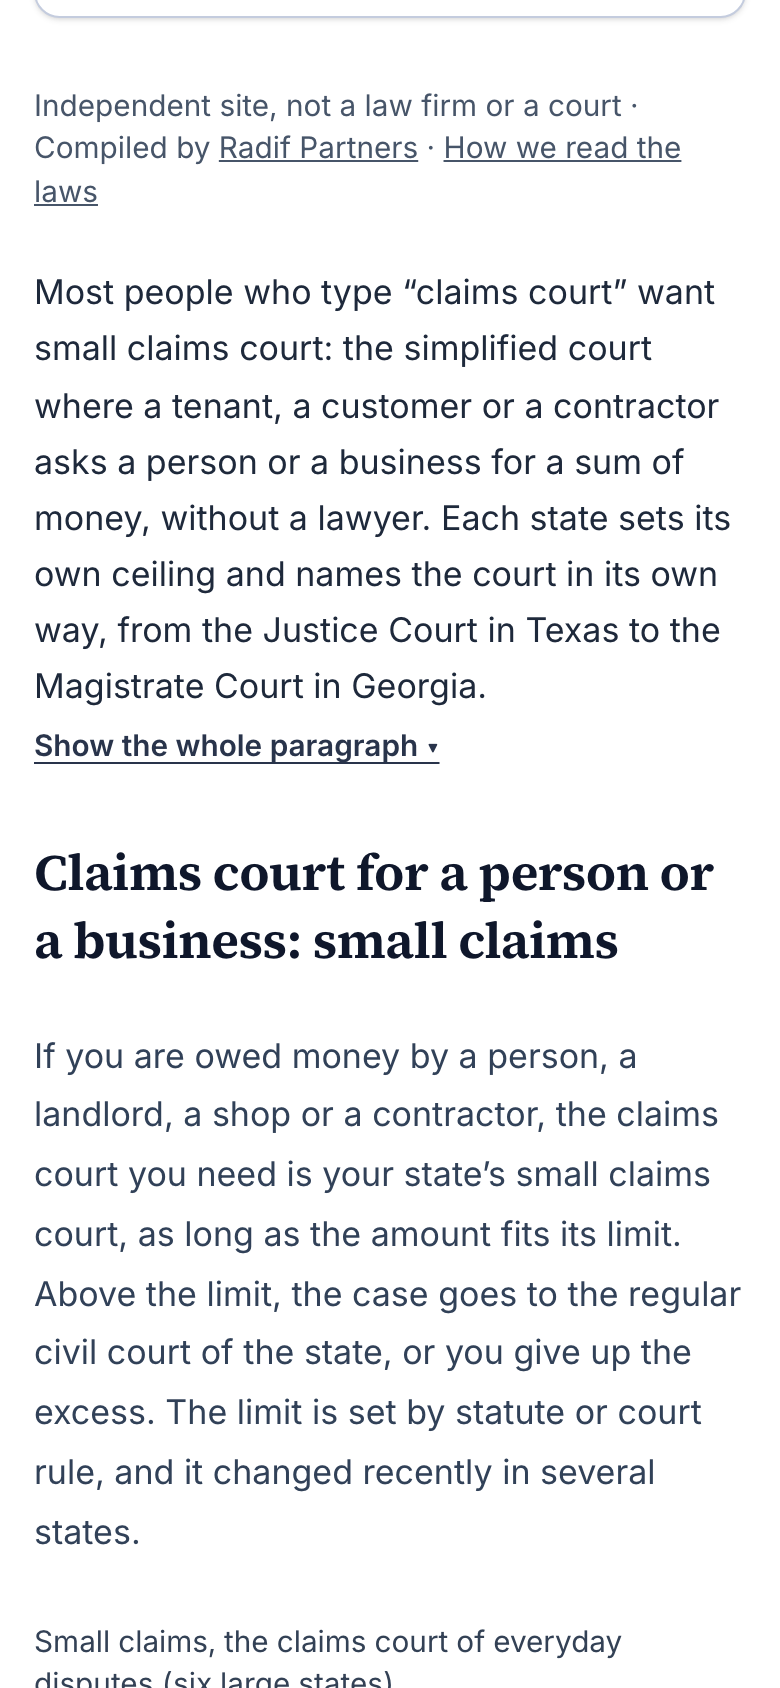 Independent site, not a law firm or a court ·
Compiled by Radif Partners · How we read the
laws
Most people who type “claims court” want
small claims court: the simplified court
where a tenant, a customer or a contractor
asks a person or a business for a sum of
money, without a lawyer. Each state sets its
own ceiling and names the court in its own
way, from the Justice Court in Texas to the
Magistrate Court in Georgia.
Show the whole paragraph ▾
Claims court for a person or
a business: small claims
If you are owed money by a person, a
landlord, a shop or a contractor, the claims
court you need is your state’s small claims
court, as long as the amount fits its limit.
Above the limit, the case goes to the regular
civil court of the state, or you give up the
excess. The limit is set by statute or court
rule, and it changed recently in several
states.
Small claims, the claims court of everyday
disputes (six large states)